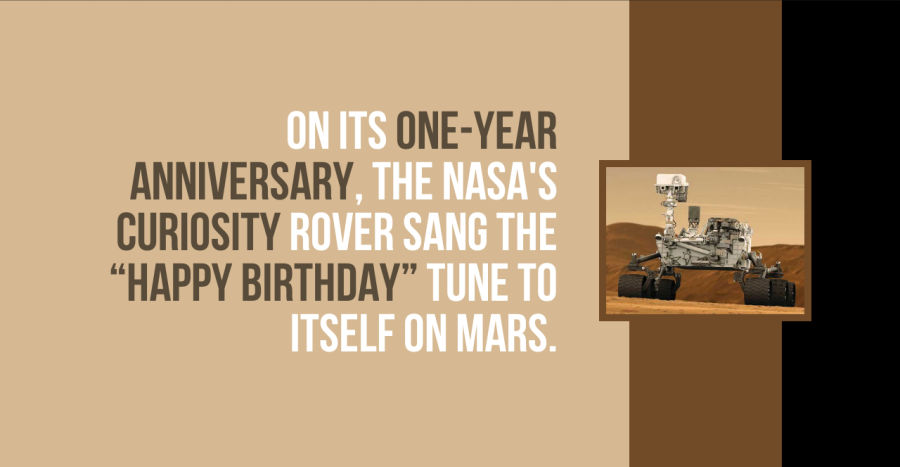 ON ITS ONE-YEAR
ANNIVERSARY, THE NASA'S
CURIOSITY ROVER SANG THE
“HAPPY BIRTHDAY” TUNE TO
ITSELF ON MARS.